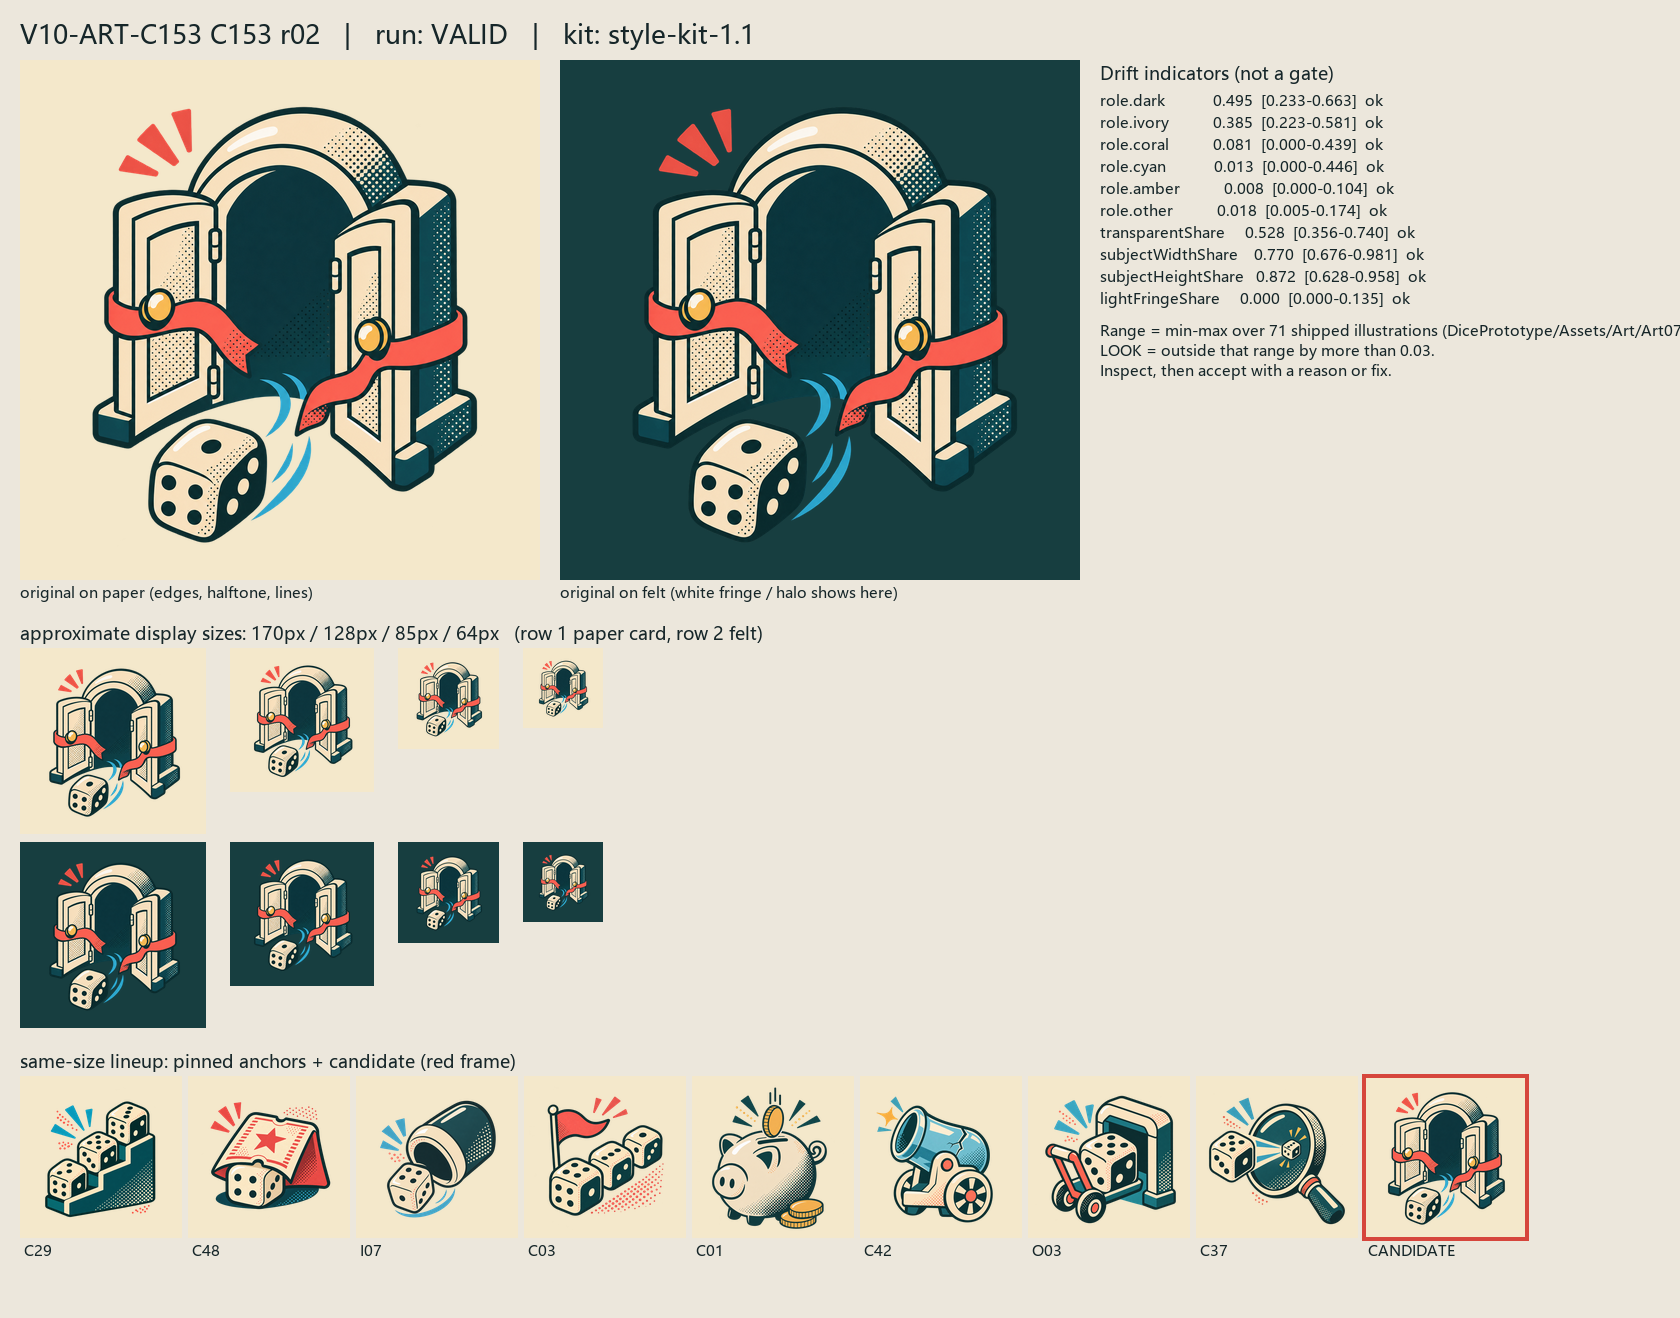 V10-ART-C153 C153 r02 | run: VALID | kit: style-kit-1.1
Drift indicators (not a gate)
role.dark 0.495 [0.233-0.663] ok
role.ivory 0.385 [0.223-0.581] ok
role.coral 0.081 [0.000-0.439] ok
role.cyan 0.013 [0.000-0.446] ok
role.amber 0.008 [0.000-0.104] ok
role.other 0.018 [0.005-0.174] ok
transparentShare 0.528 [0.356-0.740] ok
subjectWidthShare 0.770 [0.676-0.981] ok
subjectHeightShare 0.872 [0.628-0.958] ok
lightFringeShare 0.000 [0.000-0.135] ok
Range = min-max over 71 shipped illustrations (DicePrototype/Assets/Art/Art07
LOOK = outside that range by more than 0.03.
Inspect, then accept with a reason or fix.
original on paper (edges, halftone, lines)
original on felt (white fringe / halo shows here)
approximate display sizes: 170px / 128px / 85px / 64px (row 1 paper card, row 2 felt)
same-size lineup: pinned anchors + candidate (red frame)
C29
C48
I07
C03
C01
C42
O03
C37
CANDIDATE